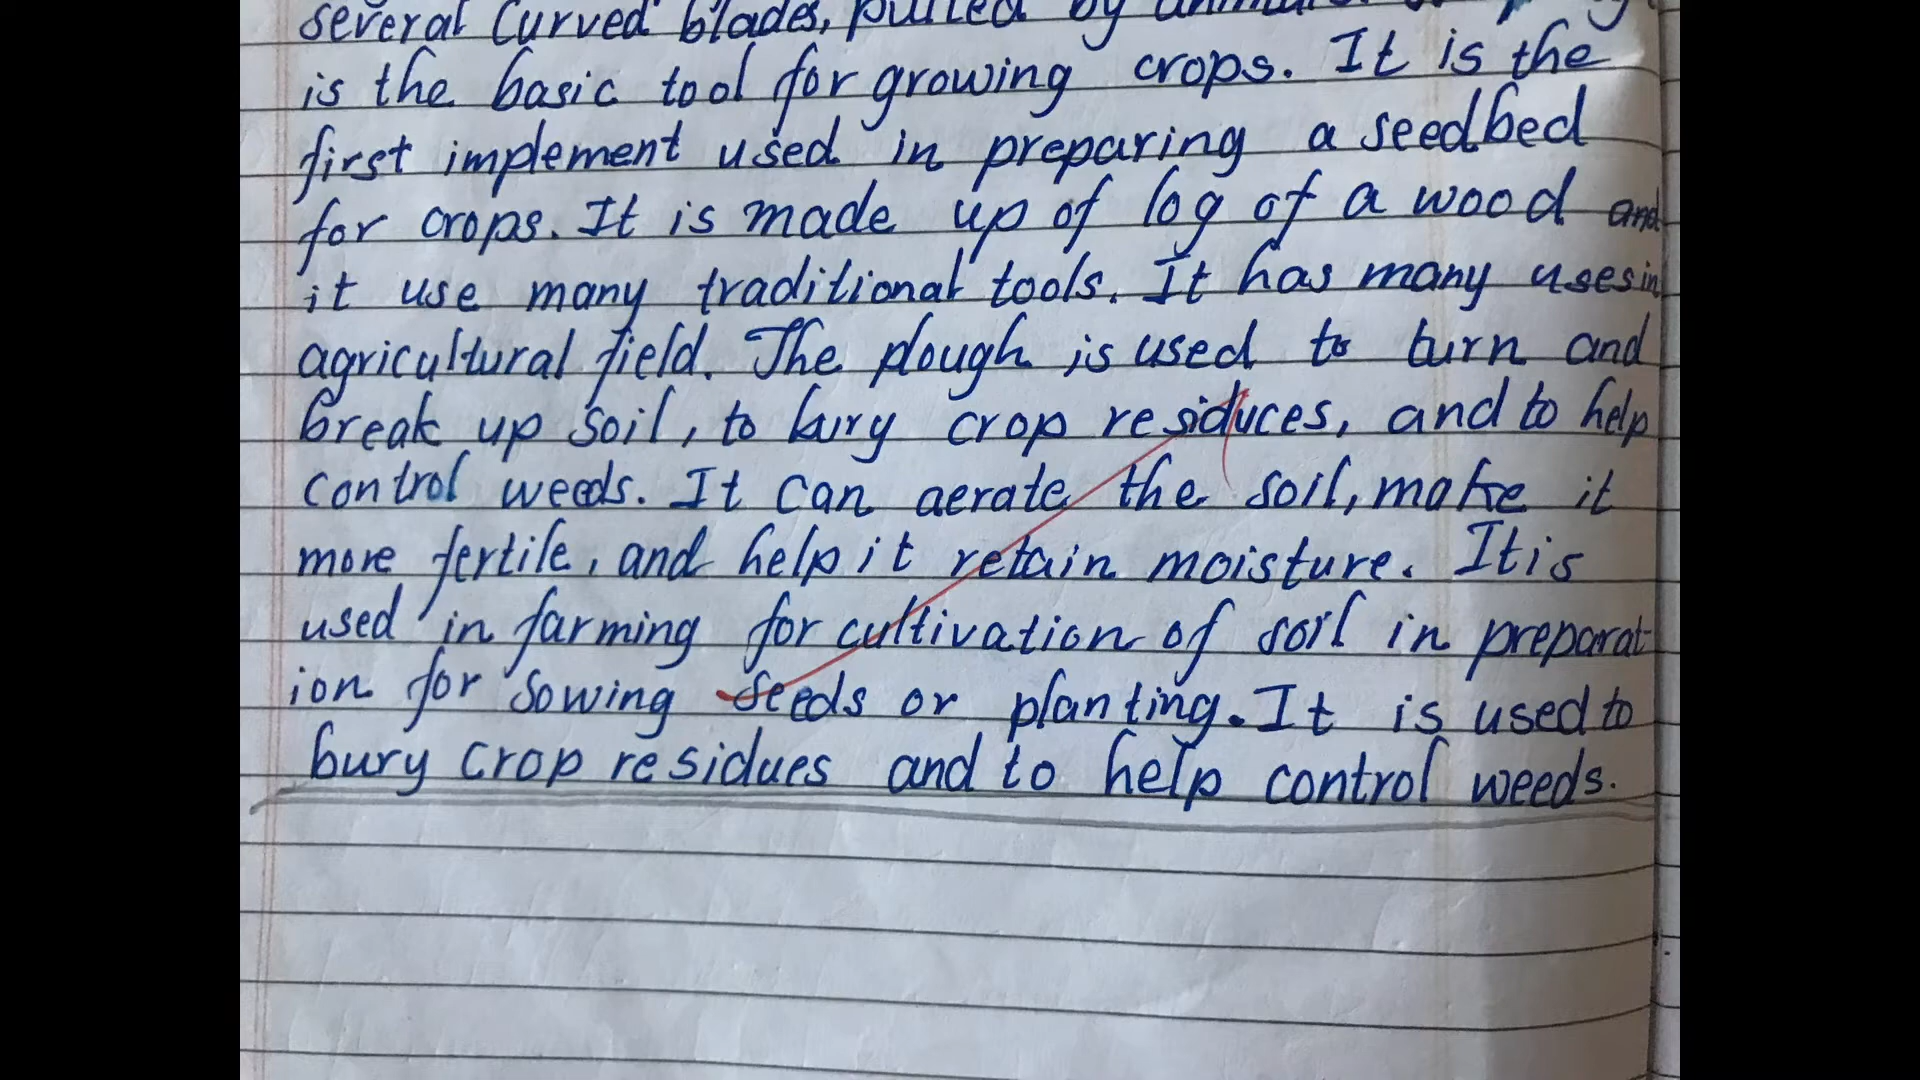 several curved blades, pulled by
is the basic tool for growing crops. It is the
first implement used in preparing a seedbed
for crops. It is made up of log of a wood and
it use many traditional tools. It has many uses in
agricultural field. The plough is used to turn and
break up soil, to bury crop residuces, and to help
control weeds. It can aerate the soil, make it
more fertile, and help it retain moisture. It is
used in farming for cultivation of soil in preparat-
ion for sowing seeds or planting. It is used to
bury crop residues and to help control weeds.